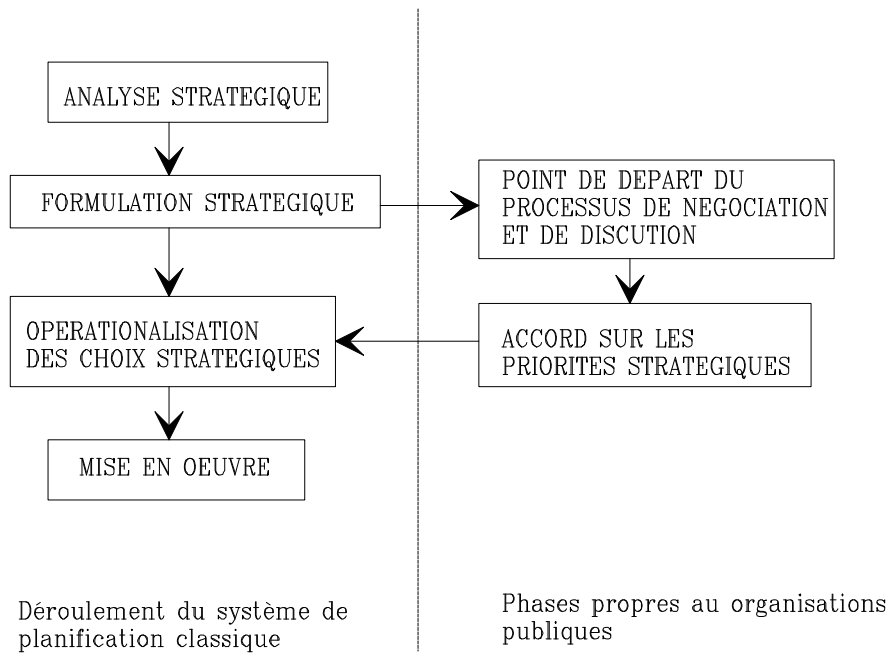 ANALYSE STRATEGIQUE
FORMULATION STRATEGIQUE
OPERATIONALISATION
DES CHOIX STRATEGIQUES
MISE EN OEUVRE
Déroulement du système de
planification classique
POINT DE DEPART DU
PROCESSUS DE NEGOCIATION
ET DE DISCUTION
ACCORD SUR LES
PRIORITES STRATEGIQUES
Phases propres au organisations
publiques